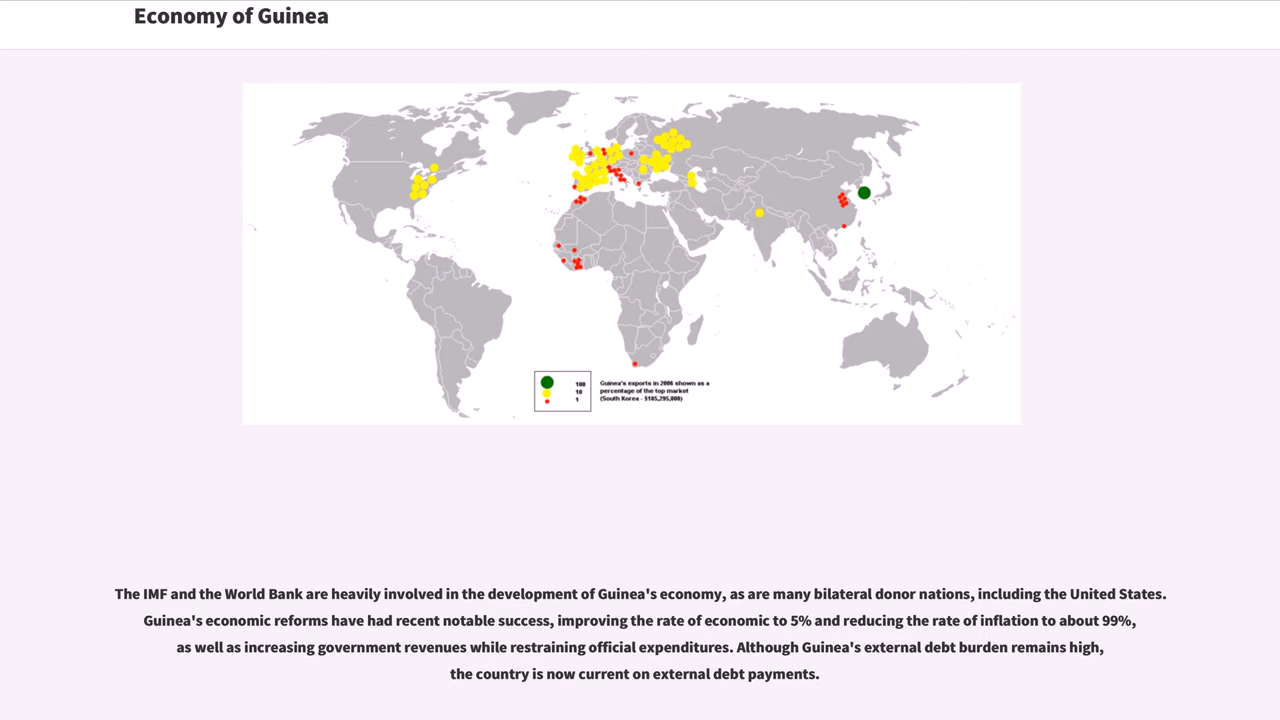 Economy of Guinea
100
10
1
Guinea's exports in 2006 shown as a
percentage of the top market
(South Korea - $185,295,000)
The IMF and the World Bank are heavily involved in the development of Guinea's economy, as are many bilateral donor nations, including the United States.
Guinea's economic reforms have had recent notable success, improving the rate of economic to 5% and reducing the rate of inflation to about 99%,
as well as increasing government revenues while restraining official expenditures. Although Guinea's external debt burden remains high,
the country is now current on external debt payments.